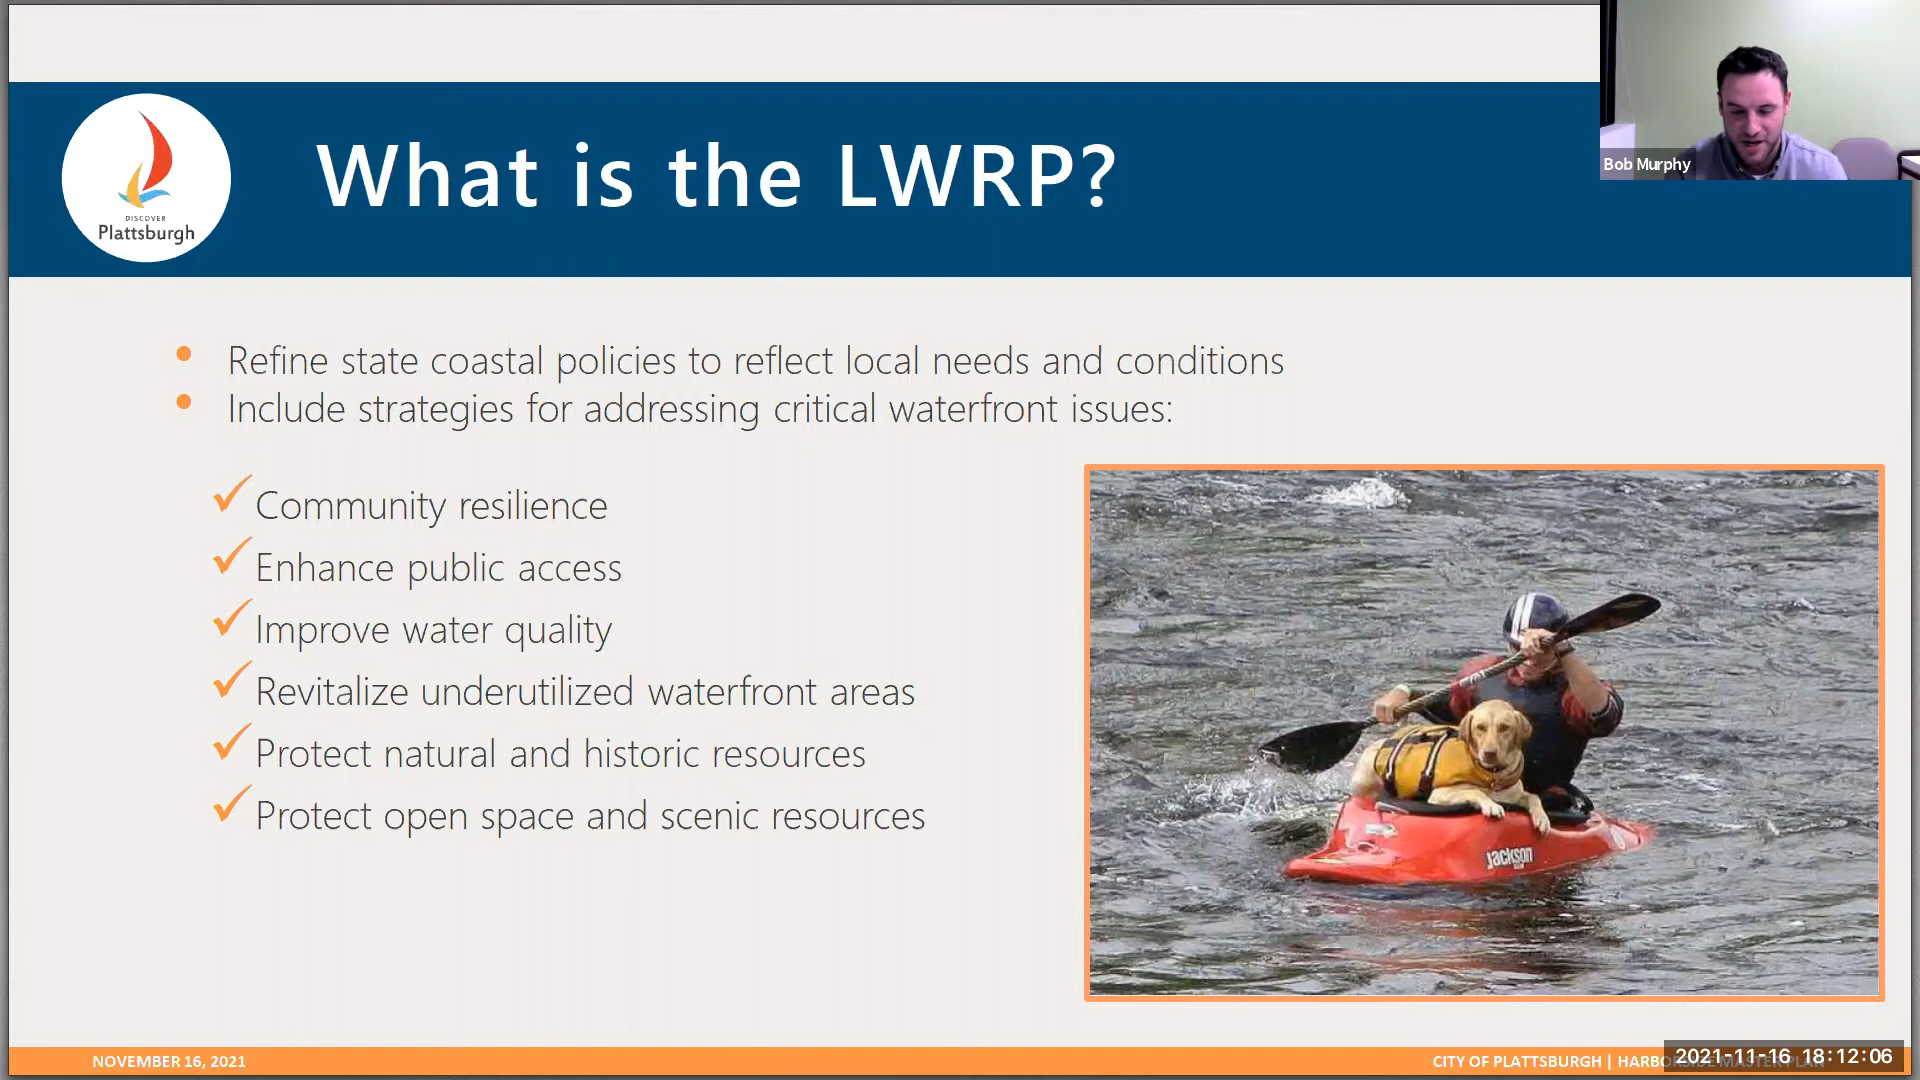 DISCOVER
Plattsburgh
What is the LWRP?
Bob Murphy
• Refine state coastal policies to reflect local needs and conditions
• Include strategies for addressing critical waterfront issues:
✓ Community resilience
✓ Enhance public access
✓ Improve water quality
✓ Revitalize underutilized waterfront areas
✓ Protect natural and historic resources
✓ Protect open space and scenic resources
Jackson
NOVEMBER 16, 2021
CITY OF PLATTSBURGH | HARBORSIDE MASTER PLAN
2021-11-16 18:12:06